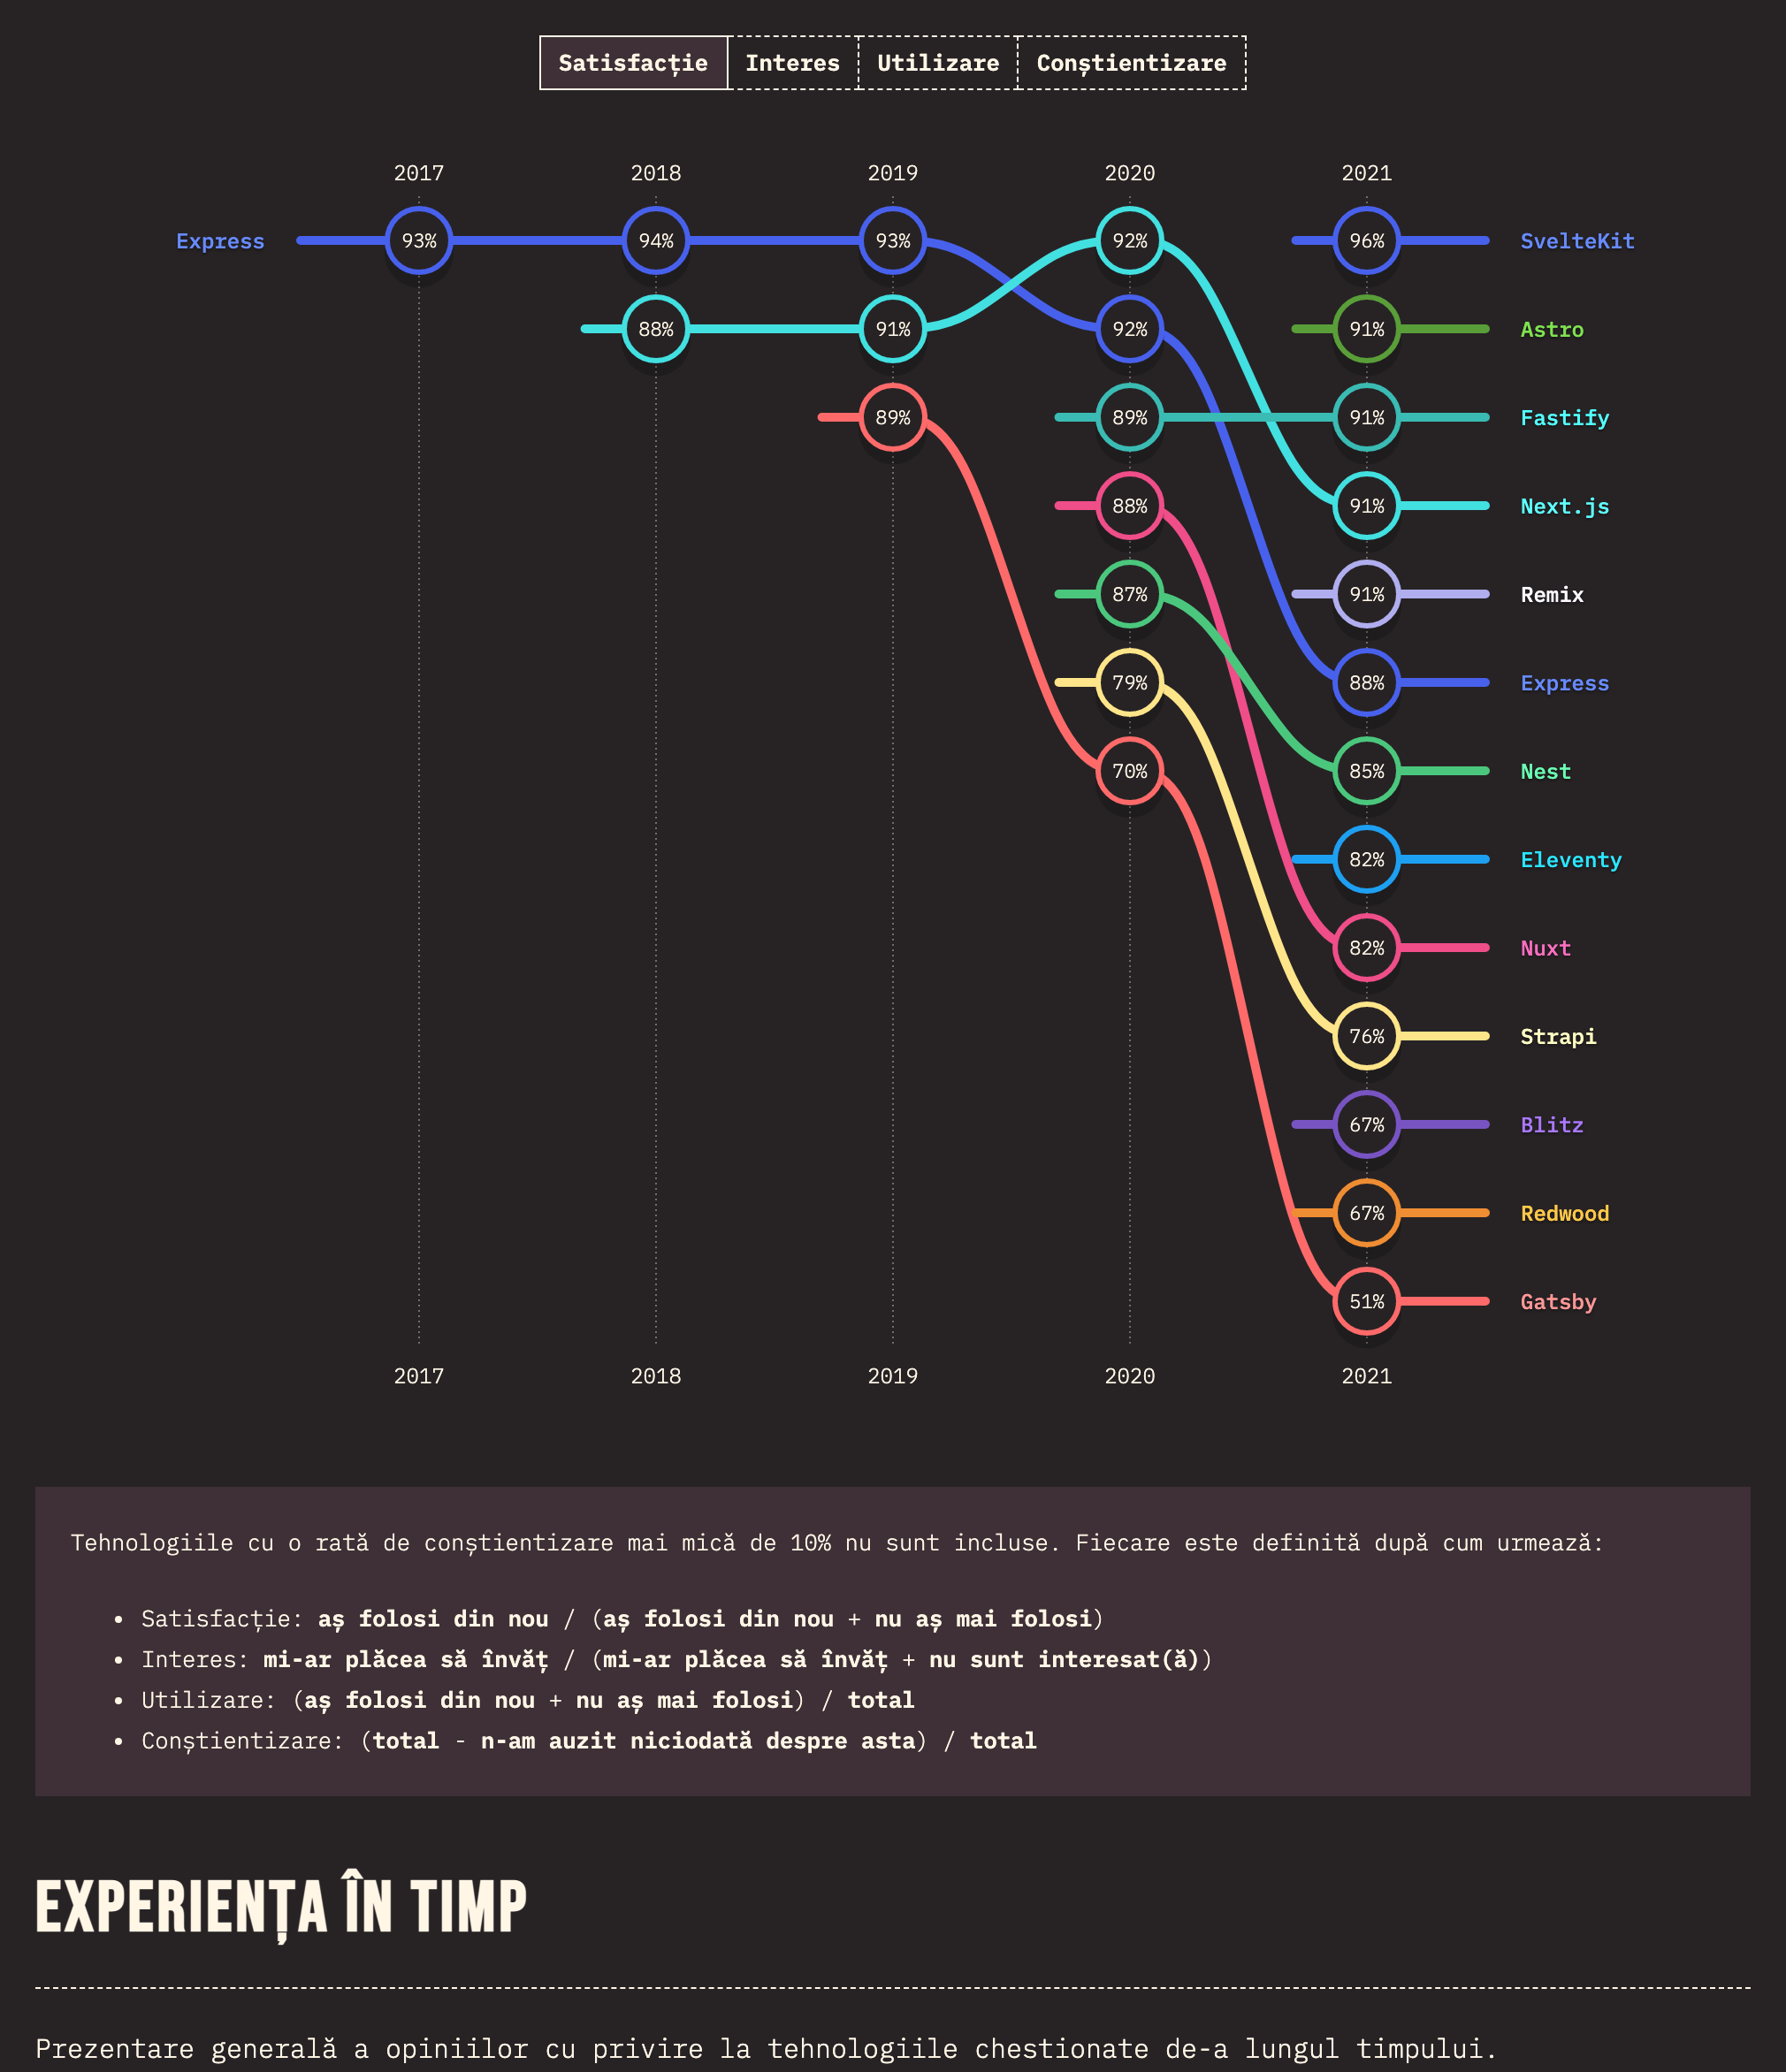 Satisfacție Interes Utilizare Conștientizare
2017 2018 2019 2020 2021
Express 93% 94% 93% 92% 96% SvelteKit
88% 91% 92% 91% Astro
89% 89% 91% Fastify
88% 91% Next.js
87% 91% Remix
79% 88% Express
70% 85% Nest
82% Eleventy
82% Nuxt
76% Strapi
67% Blitz
67% Redwood
51% Gatsby
2017 2018 2019 2020 2021
Tehnologiile cu o rată de conștientizare mai mică de 10% nu sunt incluse. Fiecare este definită după cum urmează:
• Satisfacție: aș folosi din nou / (aș folosi din nou + nu aș mai folosi)
• Interes: mi-ar plăcea să învăț / (mi-ar plăcea să învăț + nu sunt interesat(ă))
• Utilizare: (aș folosi din nou + nu aș mai folosi) / total
• Conștientizare: (total - n-am auzit niciodată despre asta) / total
EXPERIENȚA ÎN TIMP
Prezentare generală a opiniilor cu privire la tehnologiile chestionate de-a lungul timpului.